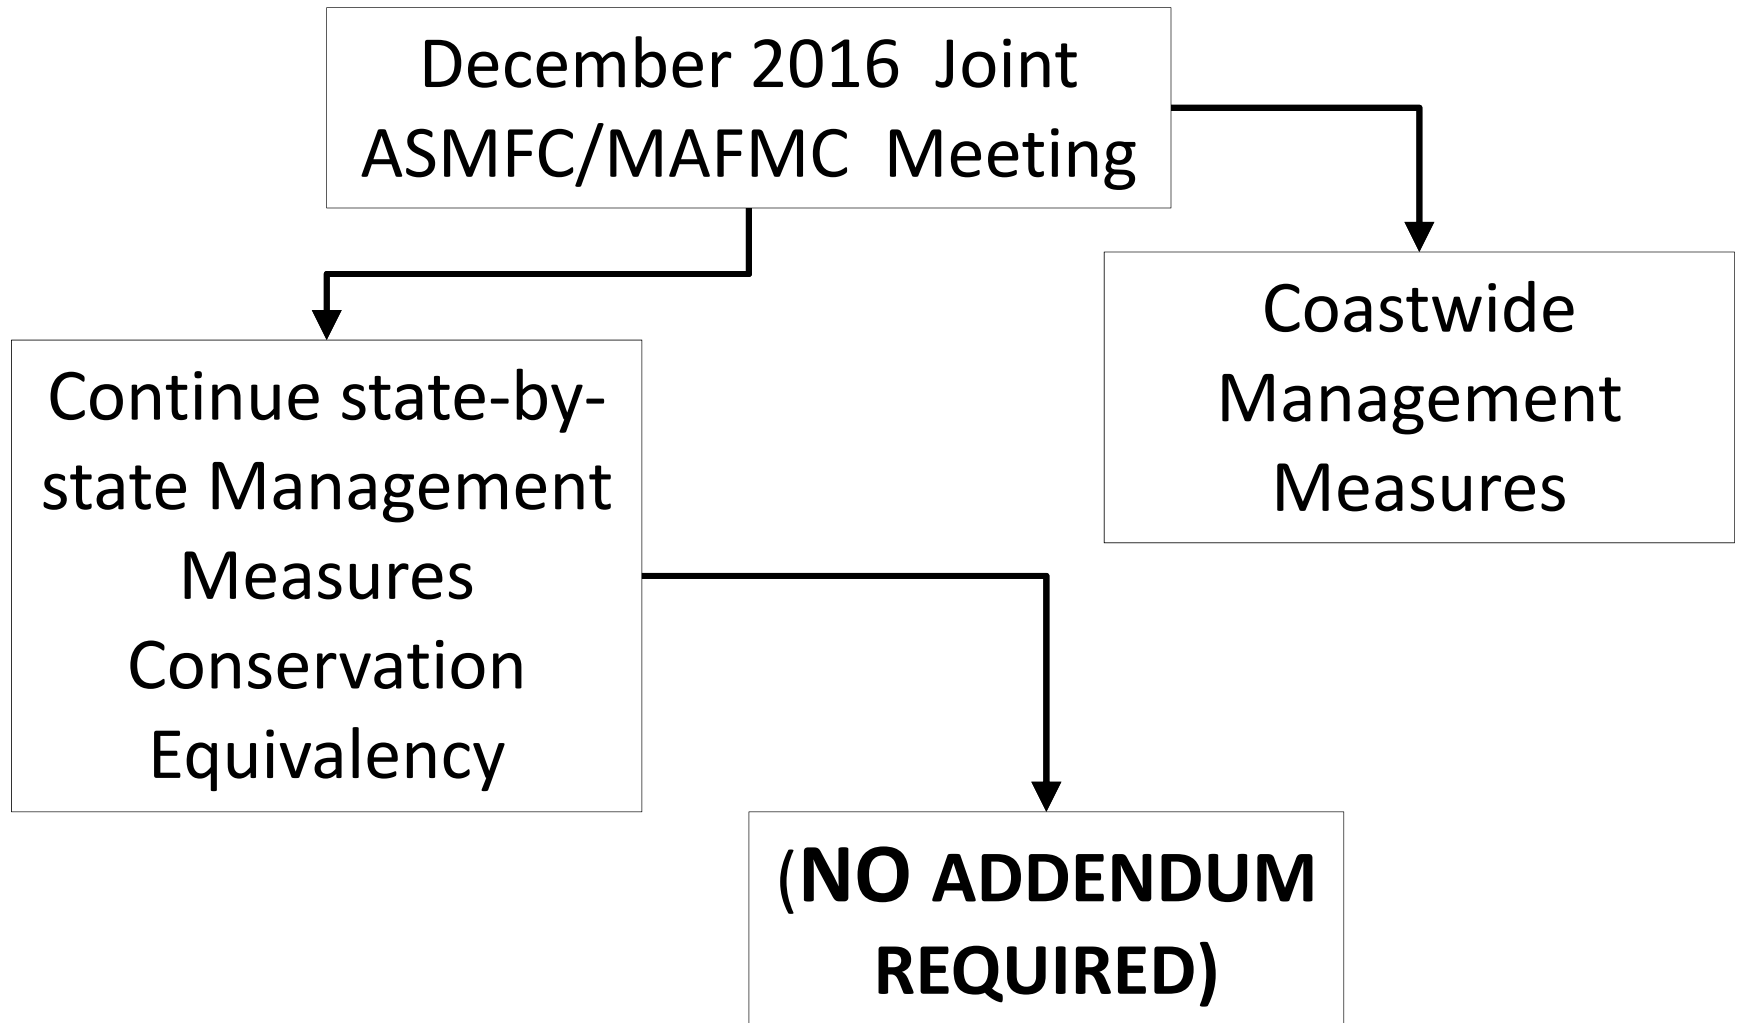 December 2016 Joint
ASMFC/MAFMC Meeting
Coastwide
Management
Measures
Continue state-by-
state Management
Measures
Conservation
Equivalency
(NO ADDENDUM
REQUIRED)